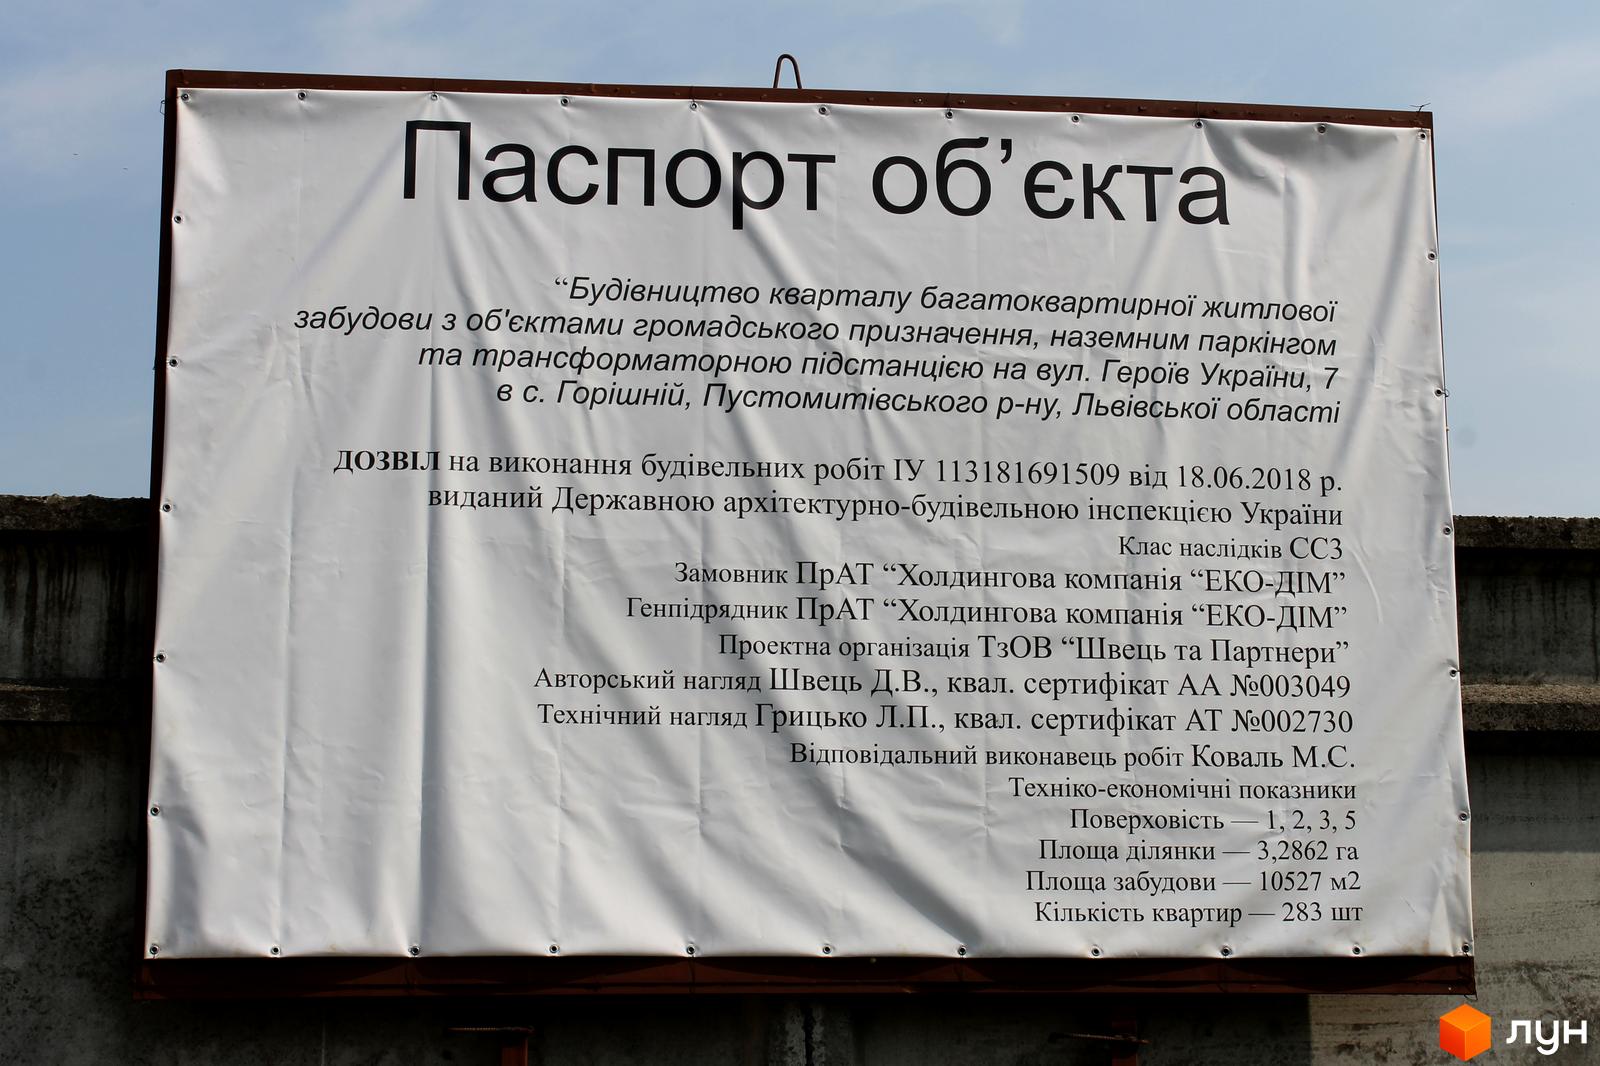 Паспорт об’єкта
“Будівництво кварталу багатоквартирної житлової
забудови з об'єктами громадського призначення, наземним паркінгом
та трансформаторною підстанцією на вул. Героїв України, 7
в с. Горішній, Пустомитівського р-ну, Львівської області
ДОЗВІЛ на виконання будівельних робіт ІУ 113181691509 від 18.06.2018 р.
виданий Державною архітектурно-будівельною інспекцією України
Клас наслідків СС3
Замовник ПрАТ “Холдингова компанія “ЕКО-ДІМ”
Генпідрядник ПрАТ “Холдингова компанія “ЕКО-ДІМ”
Проектна організація ТзОВ “Швець та Партнери”
Авторський нагляд Швець Д.В., квал. сертифікат АА №003049
Технічний нагляд Грицько Л.П., квал. сертифікат АТ №002730
Відповідальний виконавець робіт Коваль М.С.
Техніко-економічні показники
Поверховість — 1, 2, 3, 5
Площа ділянки — 3,2862 га
Площа забудови — 10527 м2
Кількість квартир — 283 шт
лун